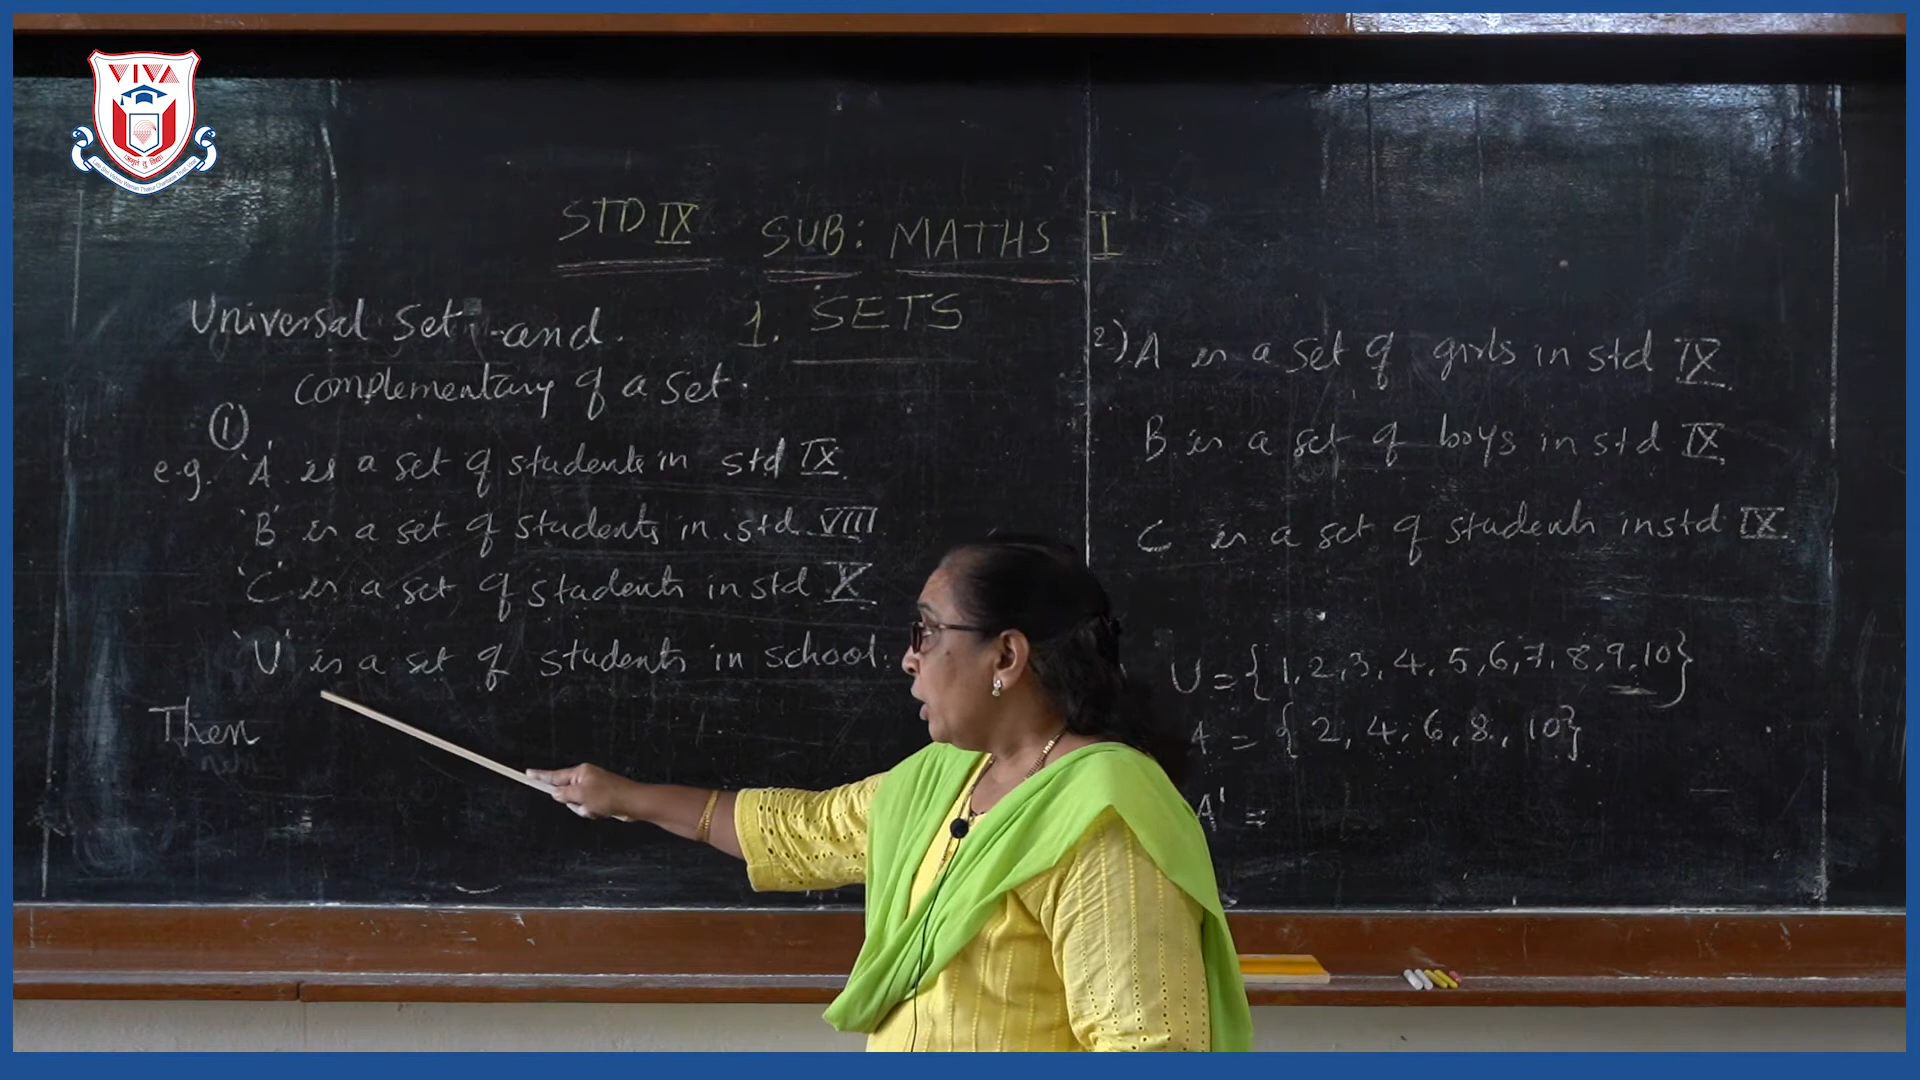 VIVA
STD IX SUB: MATHS I
1. SETS
Universal Set and
complementary of a set.
①
e.g. 'A' is a set of students in std IX.
'B' is a set of students in std. VIII
'C' is a set of students in std X
'U' is a set of students in school.
Then
2) A is a set of girls in std IX
B is a set of boys in std IX
C is a set of students in std IX
U = {1,2,3,4,5,6,7,8,9,10}
A = {2, 4, 6, 8, 10}
A' =